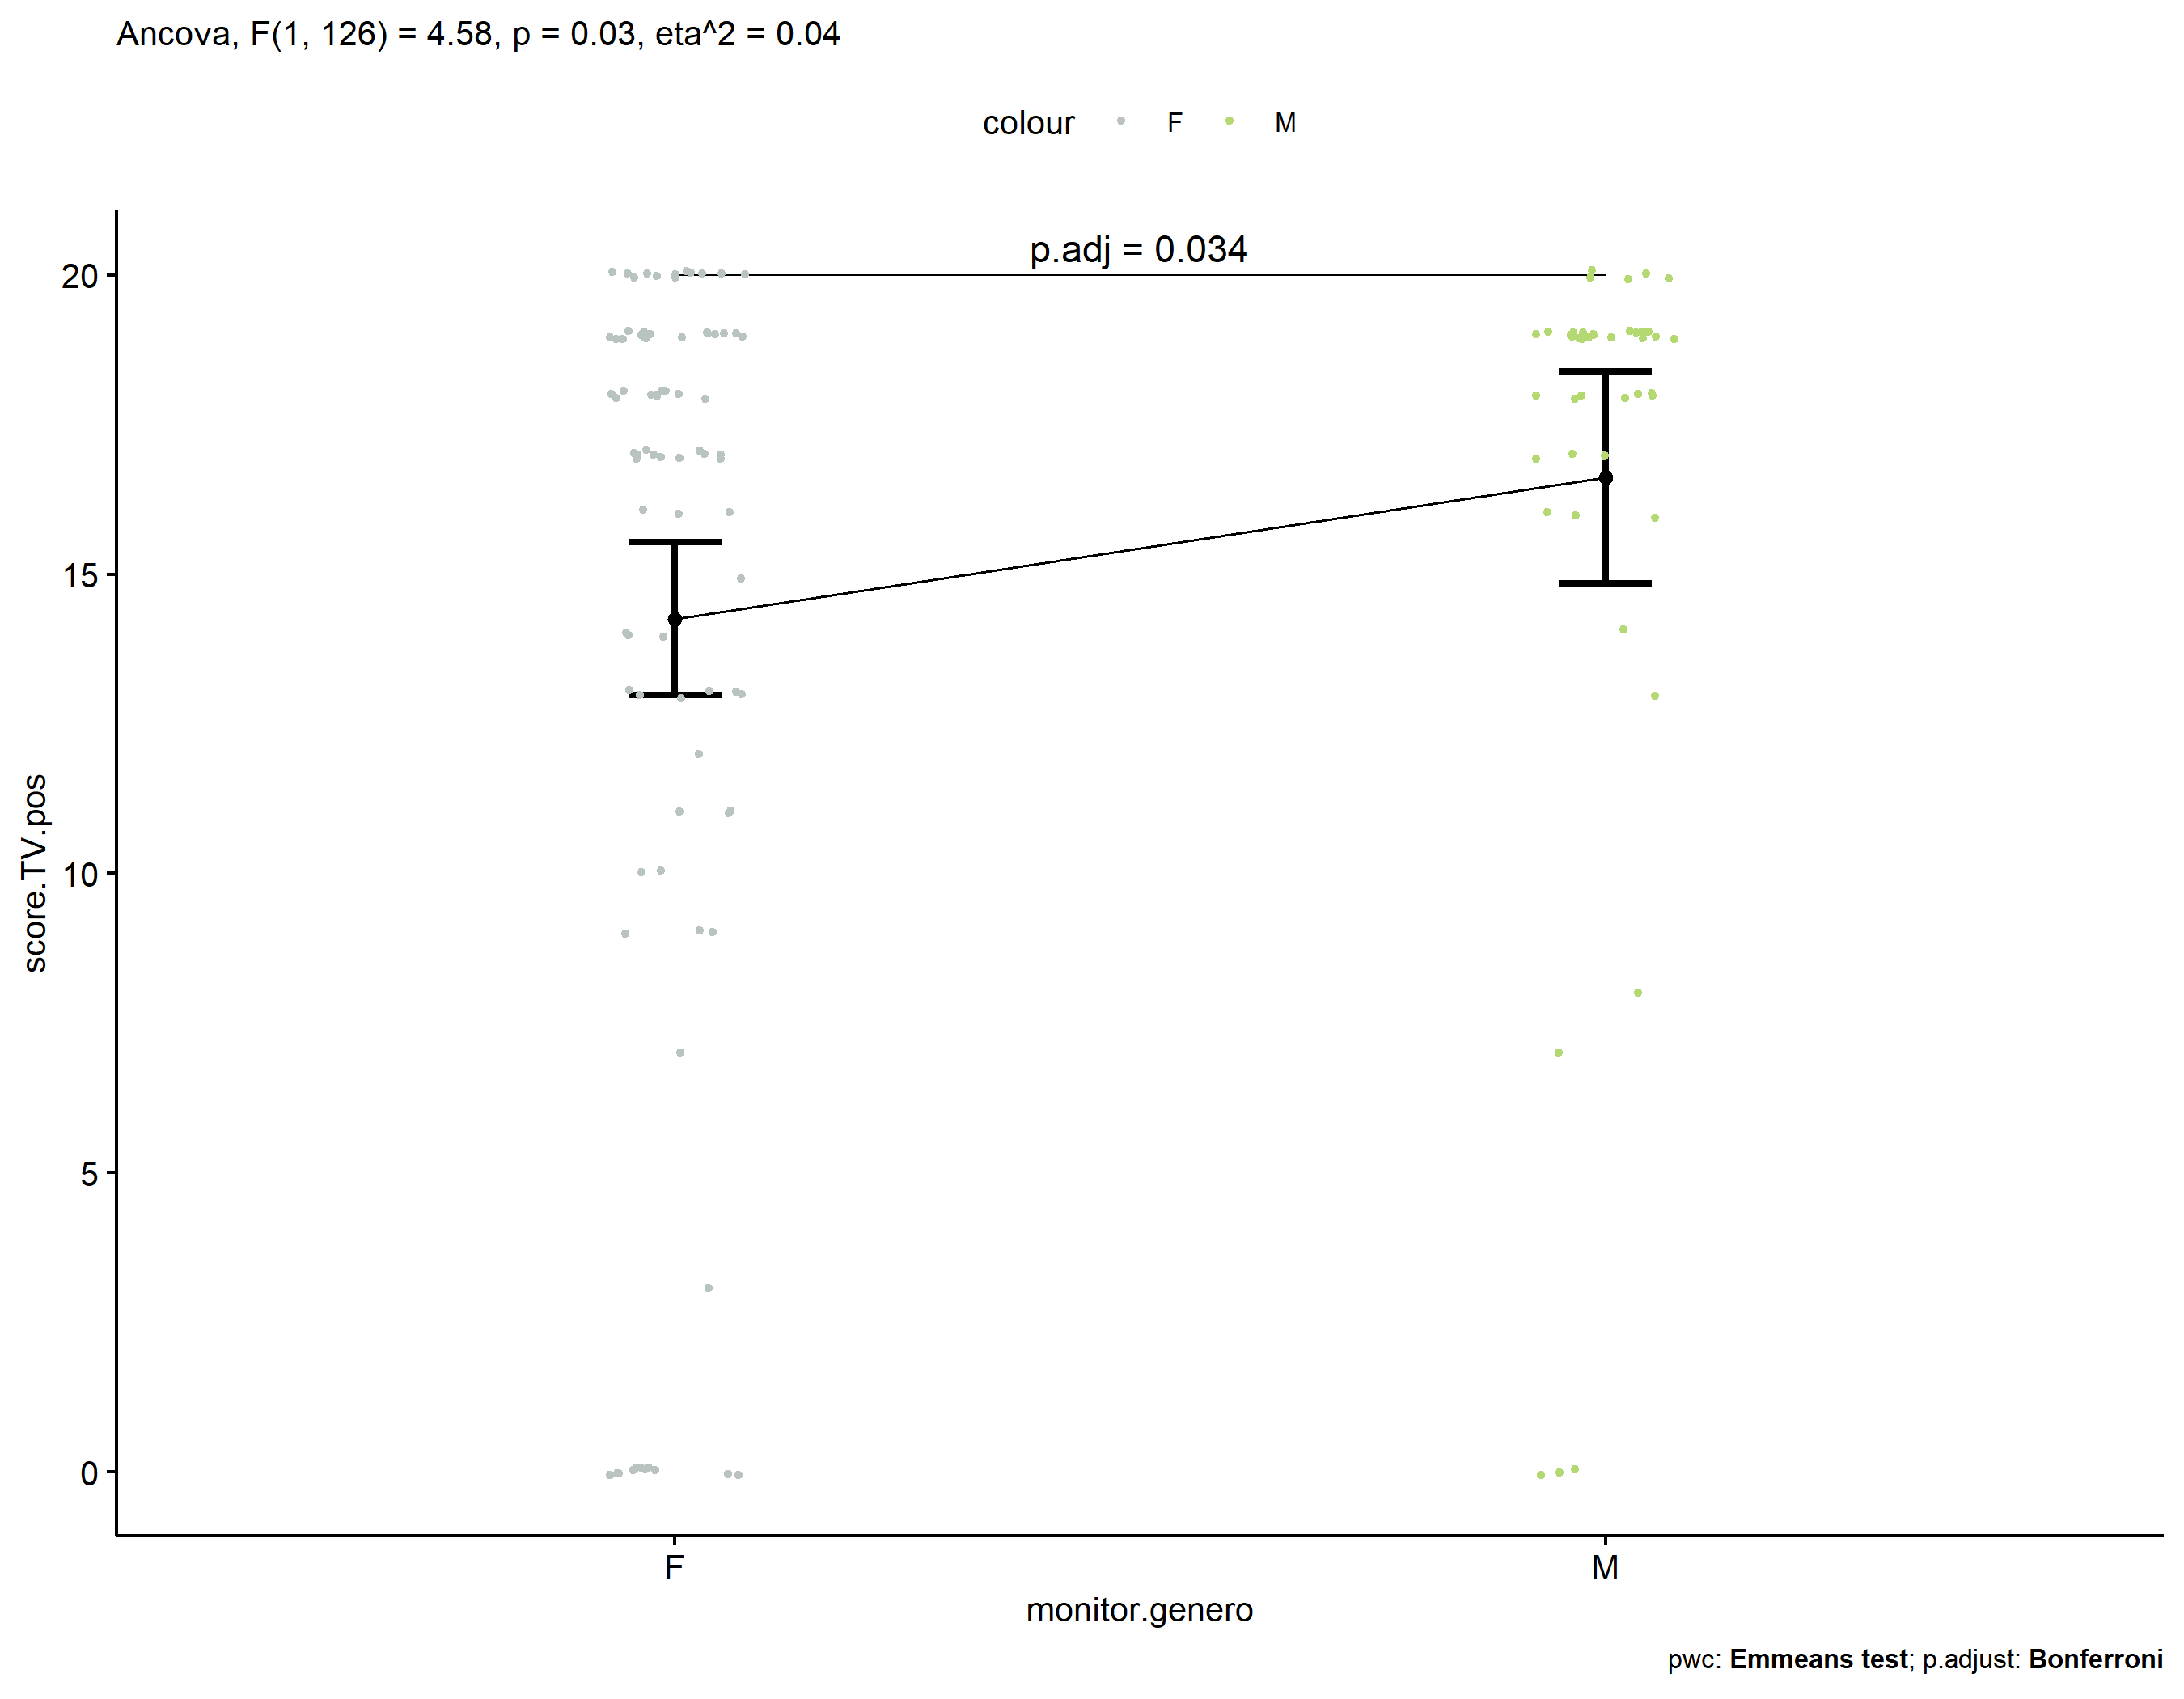 Ancova, F(1, 126) = 4.58, p = 0.03, eta^2 = 0.04
colour F M
p.adj = 0.034
20
15
10
5
0
score.TV.pos
F M
monitor.genero
pwc: Emmeans test; p.adjust: Bonferroni